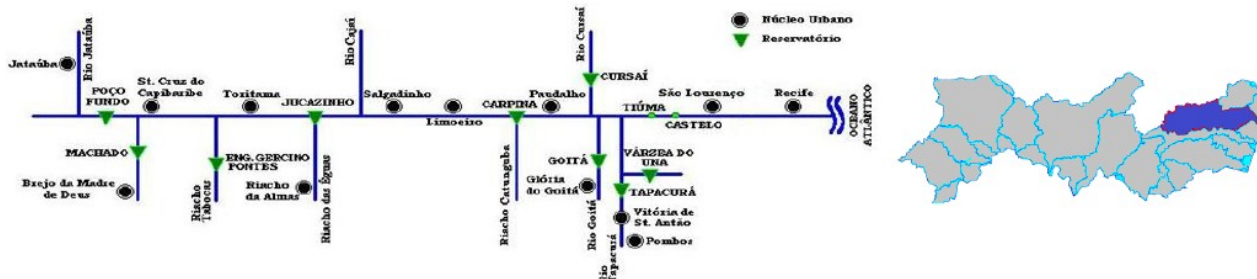 Núcleo Urbano
Reservatório
Jataúba
Rio Jataúba
POÇO
FUNDO
St. Cruz do
Capibaribe
Toritama
JUCAZINHO
Rio Cajaí
Salgadinho
Limoeiro
CARPINA
Paudalho
Rio Cursaí
CURSAÍ
TIÚMA
São Lourenço
CASTELO
Recife
OCEANO
ATLÂNTICO
MACHADO
Brejo da Madre
de Deus
ENG. GERCINO
PONTES
Riacho
Tabocas
Riacho
da Almas
Riacho das Éguas
Riacho Catunguba
GOITÁ
Glória
do Goitá
Rio Goitá
VÁRZEA DO
UNA
TAPACURÁ
Vitória de
St. Antão
Pombos
Rio
Tapacurá